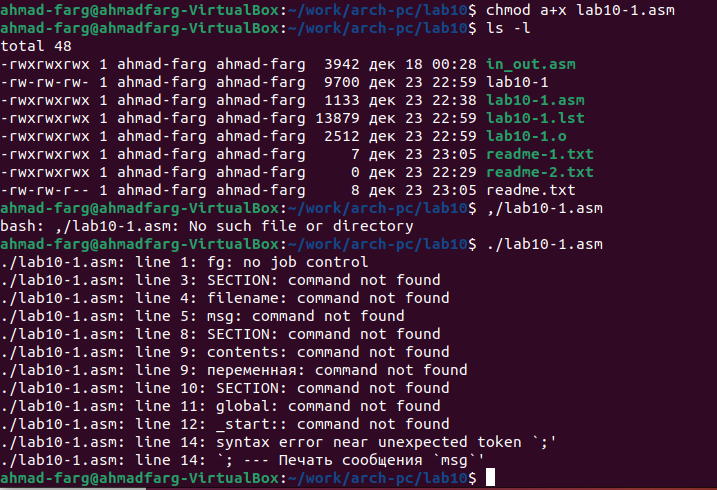 ahmad-farg@ahmadfarg-VirtualBox:~/work/arch-pc/lab10$ chmod a+x lab10-1.asm
ahmad-farg@ahmadfarg-VirtualBox:~/work/arch-pc/lab10$ ls -l
total 48
-rwxrwxrwx 1 ahmad-farg ahmad-farg  3942 дек 18 00:28 in_out.asm
-rw-rw-rw- 1 ahmad-farg ahmad-farg  9700 дек 23 22:59 lab10-1
-rwxrwxrwx 1 ahmad-farg ahmad-farg  1133 дек 23 22:38 lab10-1.asm
-rwxrwxrwx 1 ahmad-farg ahmad-farg 13879 дек 23 22:59 lab10-1.lst
-rwxrwxrwx 1 ahmad-farg ahmad-farg  2512 дек 23 22:59 lab10-1.o
-rwxrwxrwx 1 ahmad-farg ahmad-farg     7 дек 23 23:05 readme-1.txt
-rwxrwxrwx 1 ahmad-farg ahmad-farg     0 дек 23 22:29 readme-2.txt
-rw-rw-r-- 1 ahmad-farg ahmad-farg     8 дек 23 23:05 readme.txt
ahmad-farg@ahmadfarg-VirtualBox:~/work/arch-pc/lab10$ ,/lab10-1.asm
bash: ,/lab10-1.asm: No such file or directory
ahmad-farg@ahmadfarg-VirtualBox:~/work/arch-pc/lab10$ ./lab10-1.asm
./lab10-1.asm: line 1: fg: no job control
./lab10-1.asm: line 3: SECTION: command not found
./lab10-1.asm: line 4: filename: command not found
./lab10-1.asm: line 5: msg: command not found
./lab10-1.asm: line 8: SECTION: command not found
./lab10-1.asm: line 9: contents: command not found
./lab10-1.asm: line 9: переменная: command not found
./lab10-1.asm: line 10: SECTION: command not found
./lab10-1.asm: line 11: global: command not found
./lab10-1.asm: line 12: _start:: command not found
./lab10-1.asm: line 14: syntax error near unexpected token `;'
./lab10-1.asm: line 14: `; --- Печать сообщения `msg`'
ahmad-farg@ahmadfarg-VirtualBox:~/work/arch-pc/lab10$